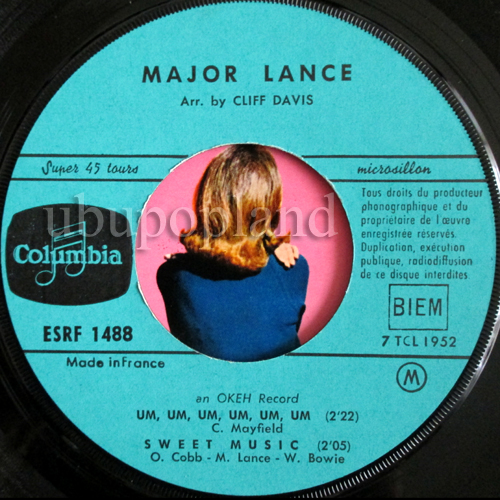 MAJOR LANCE
Arr. by CLIFF DAVIS
Super 45 tours
microsillon
ubupopland
Columbia
ESRF 1488
Made in France
Tous droits du producteur
phonographique et du
propriétaire de l'œuvre
enregistrée réservés.
Duplication, exécution
publique, radiodiffusion
de ce disque interdites.
BIEM
7 TCL 1952
M
en OKEH Record
UM, UM, UM, UM, UM, UM (2'22)
C. Mayfield
SWEET MUSIC (2'05)
O. Cobb - M. Lance - W. Bowie